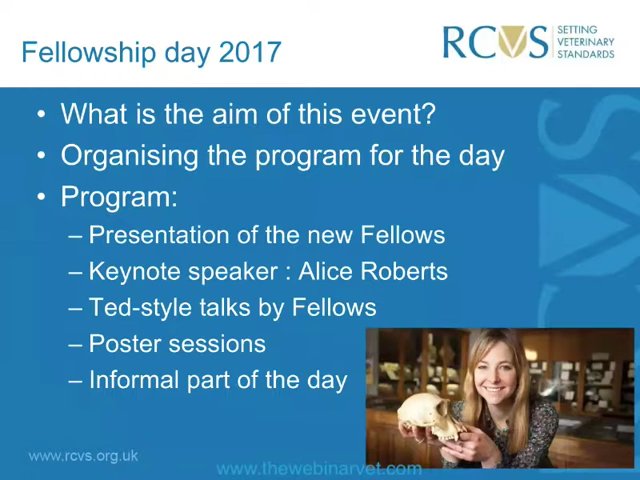 Fellowship day 2017
RCVS
SETTING
VETERINARY
STANDARDS
• What is the aim of this event?
• Organising the program for the day
• Program:
– Presentation of the new Fellows
– Keynote speaker : Alice Roberts
– Ted-style talks by Fellows
– Poster sessions
– Informal part of the day
www.rcvs.org.uk
www.thewebinarvet.com